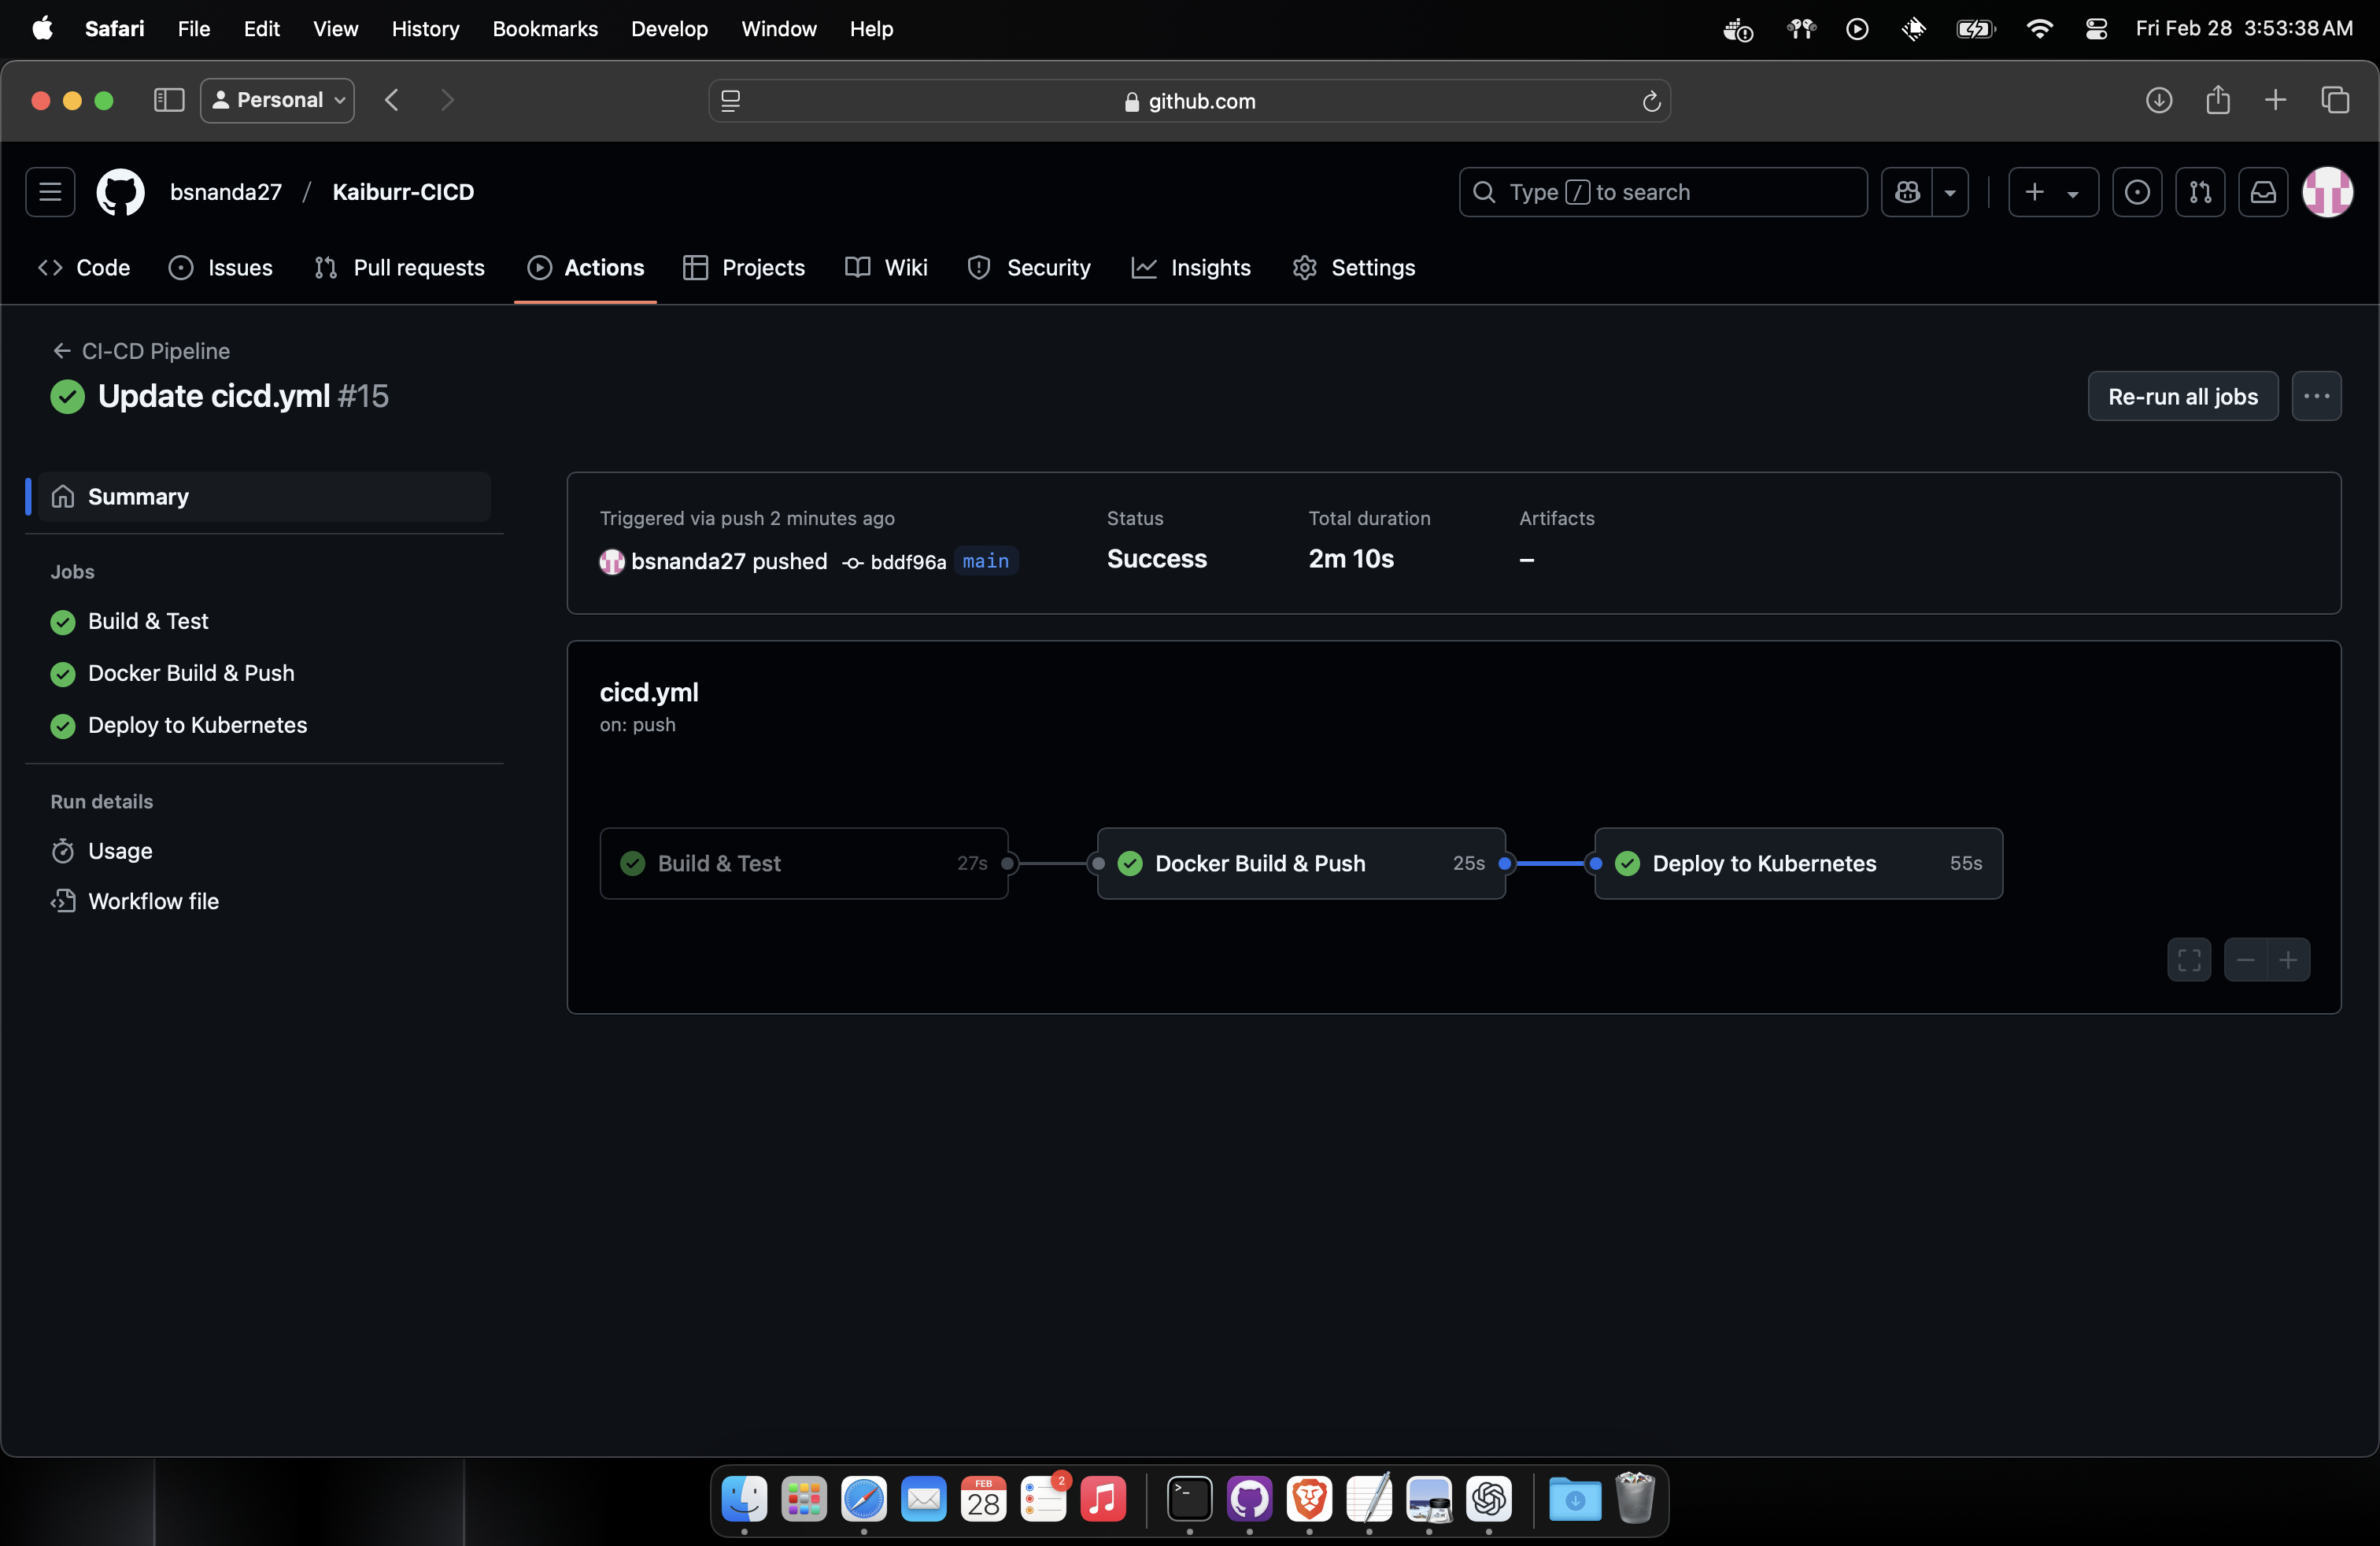 Safari File Edit View History Bookmarks Develop Window Help Fri Feb 28 3:53:38 AM
Personal github.com
bsnanda27 / Kaiburr-CICD Type / to search
Code Issues Pull requests Actions Projects Wiki Security Insights Settings
CI-CD Pipeline
Update cicd.yml #15
Re-run all jobs
Summary
Jobs
Build & Test
Docker Build & Push
Deploy to Kubernetes
Run details
Usage
Workflow file
Triggered via push 2 minutes ago
bsnanda27 pushed bddf96a main
Status
Success
Total duration
2m 10s
Artifacts
–
cicd.yml
on: push
Build & Test 27s
Docker Build & Push 25s
Deploy to Kubernetes 55s
FEB
28
2